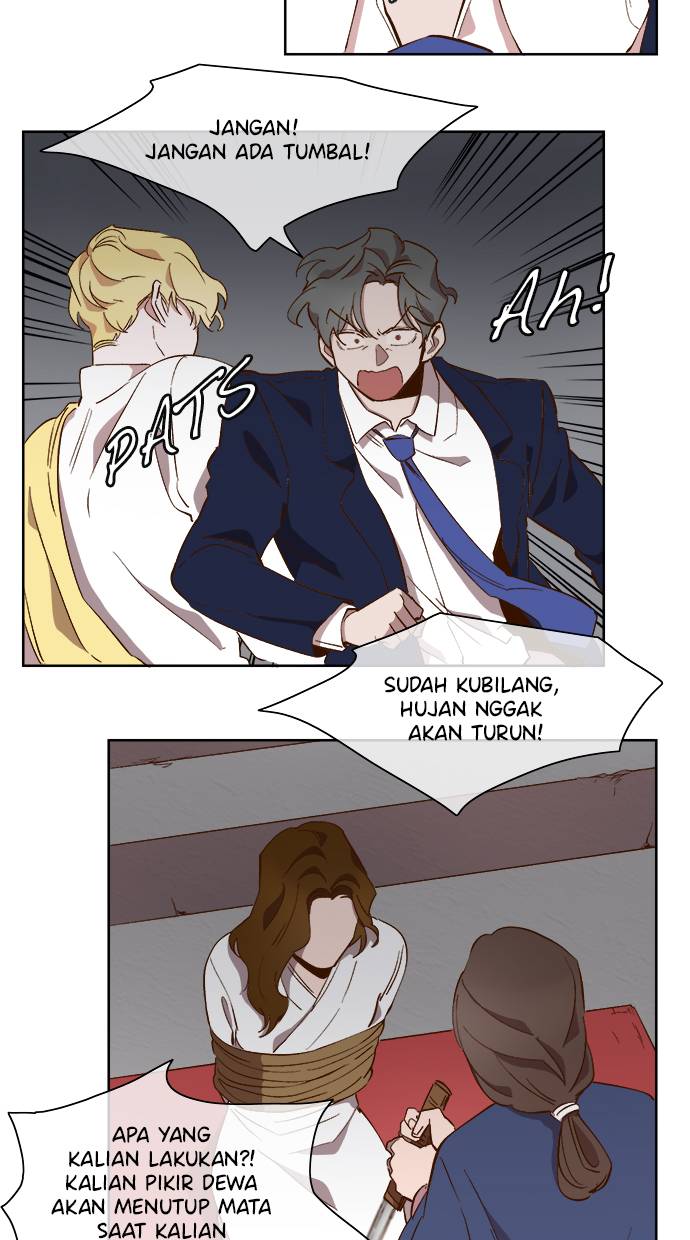 JANGAN!
JANGAN ADA TUMBAL!
Ah!
PATS
SUDAH KUBILANG,
HUJAN NGGAK
AKAN TURUN!
APA YANG
KALIAN LAKUKAN?!
KALIAN PIKIR DEWA
AKAN MENUTUP MATA
SAAT KALIAN